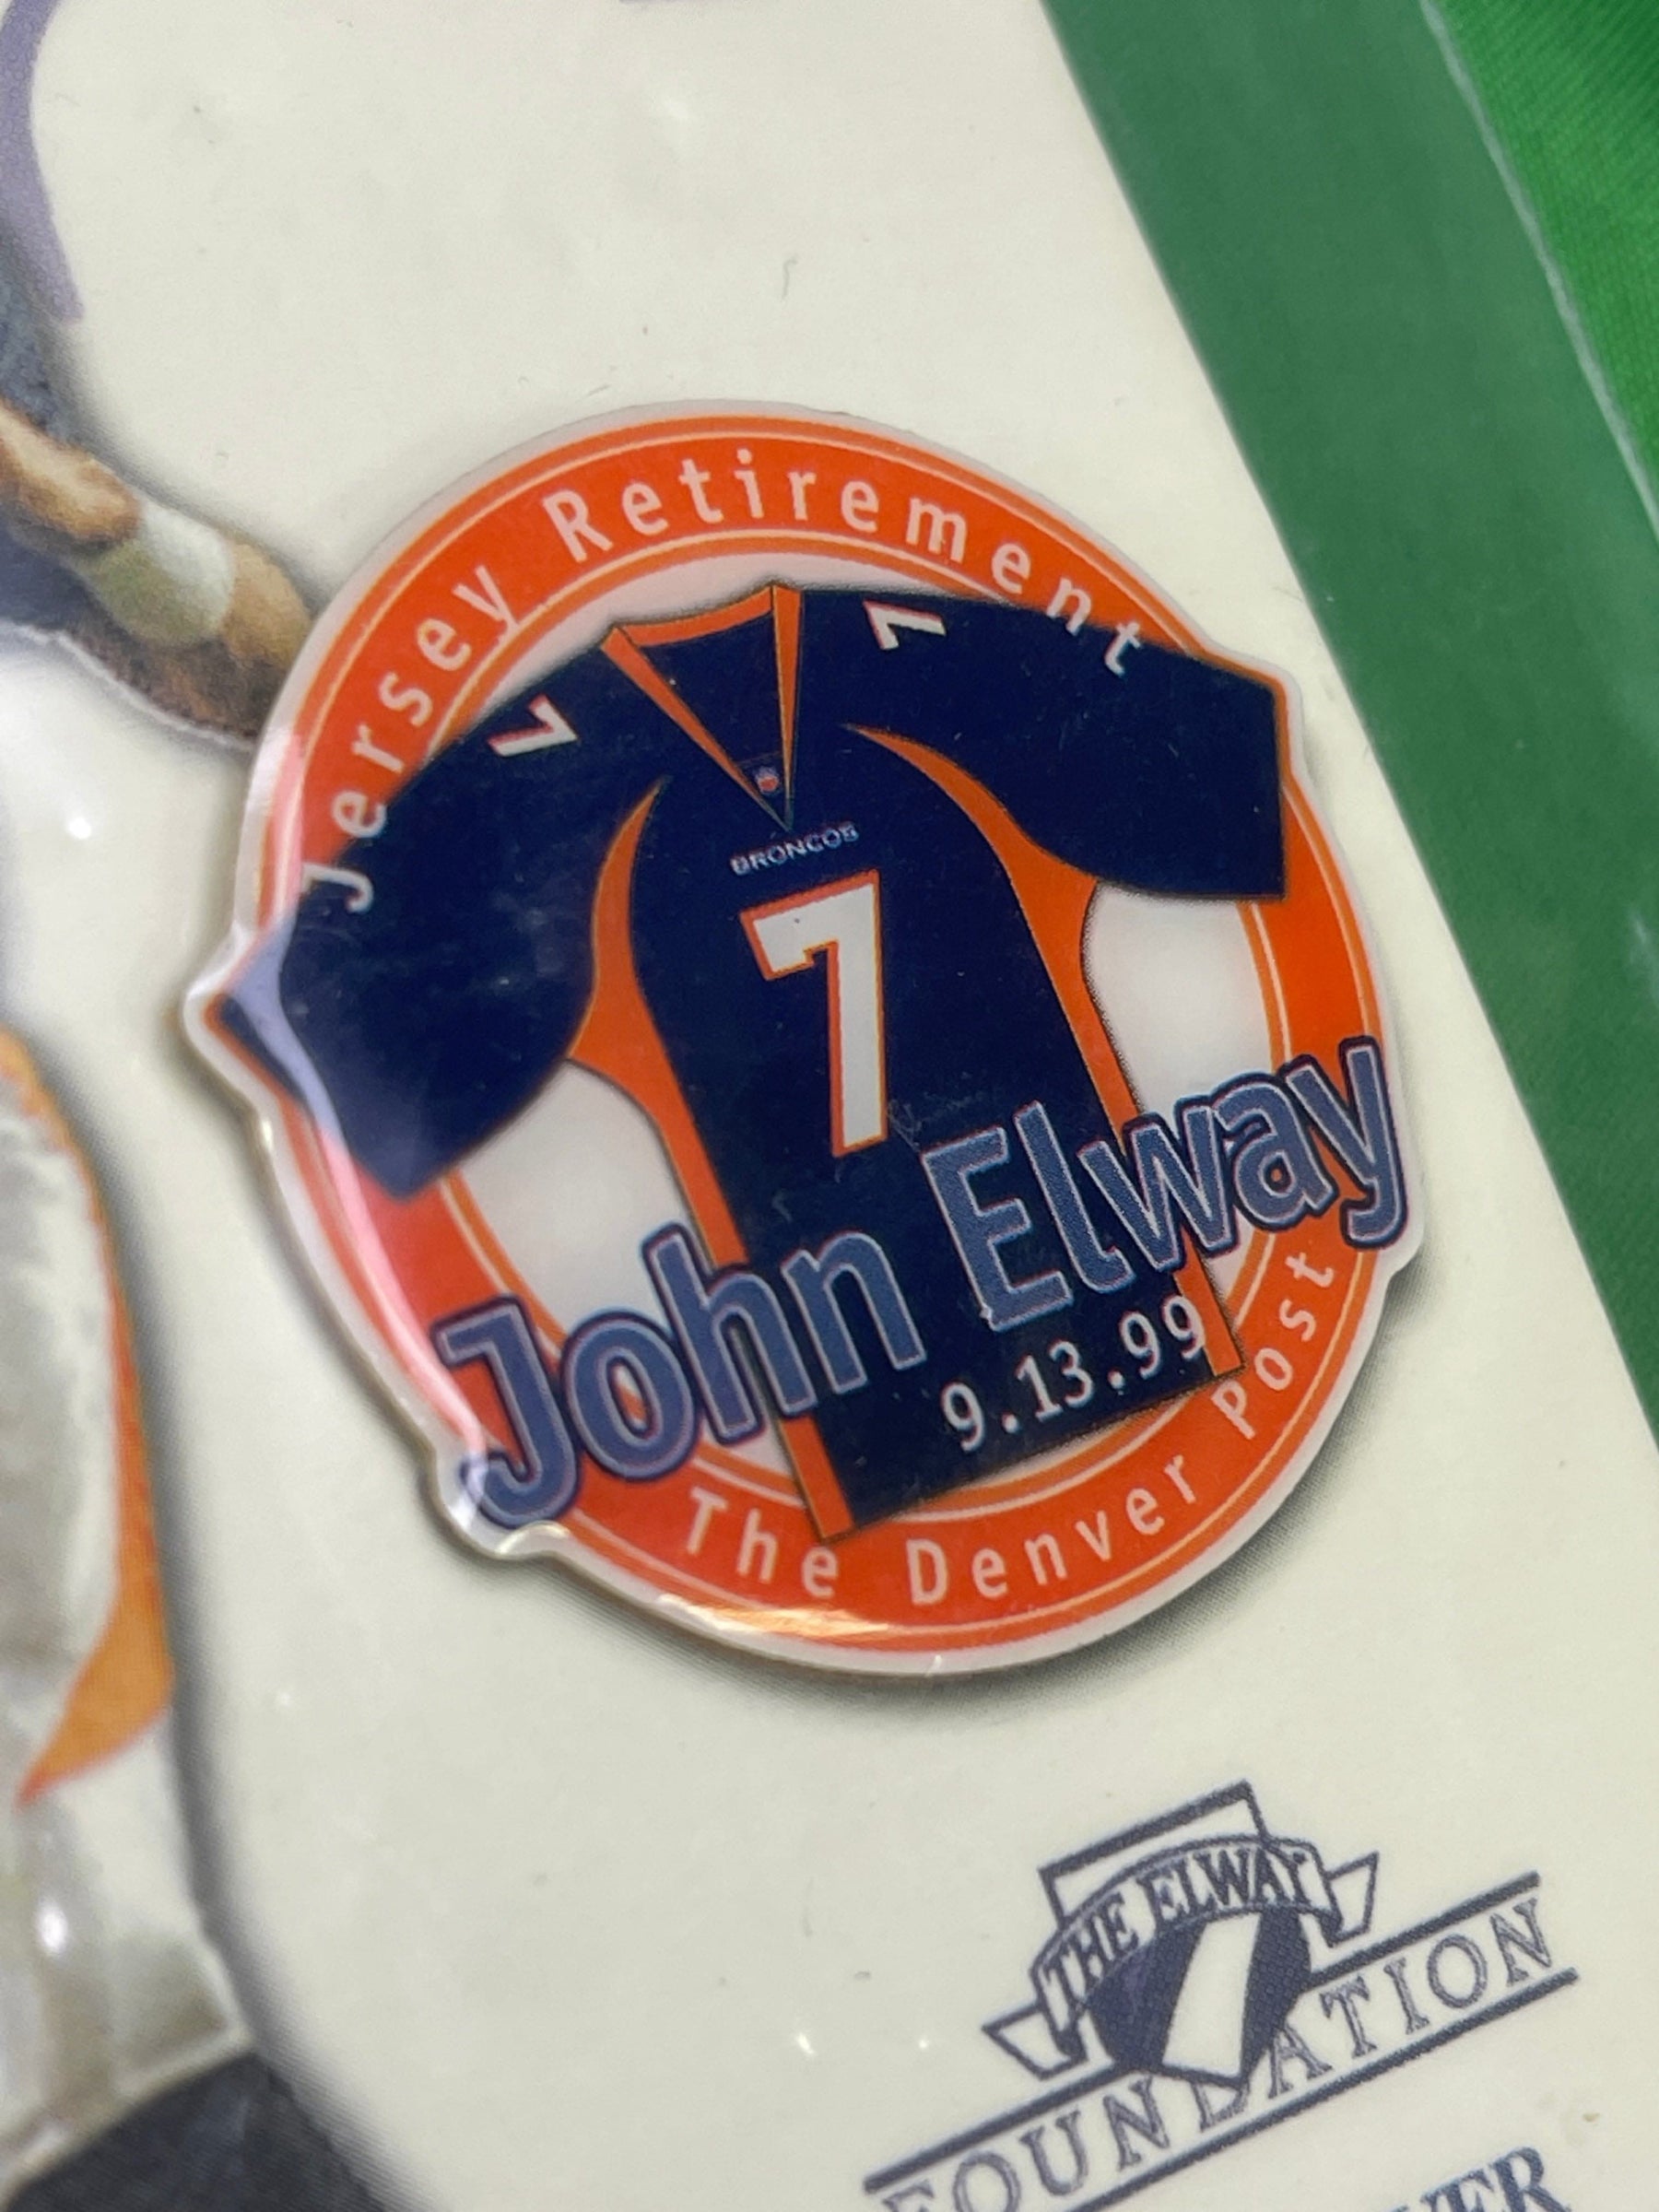 Jersey Retirement
7
7
BRONCOS
7
John Elway
9.13.99
The Denver Post
THE ELWAY
FOUNDATION